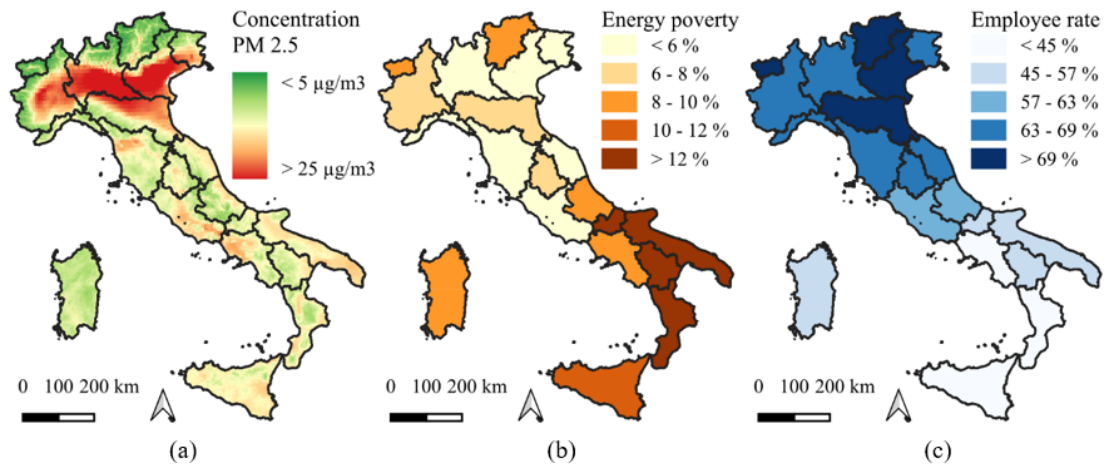 Concentration
PM 2.5
< 5 µg/m3
> 25 µg/m3
0 100 200 km
(a)
Energy poverty
< 6 %
6 - 8 %
8 - 10 %
10 - 12 %
> 12 %
0 100 200 km
(b)
Employee rate
< 45 %
45 - 57 %
57 - 63 %
63 - 69 %
> 69 %
0 100 200 km
(c)